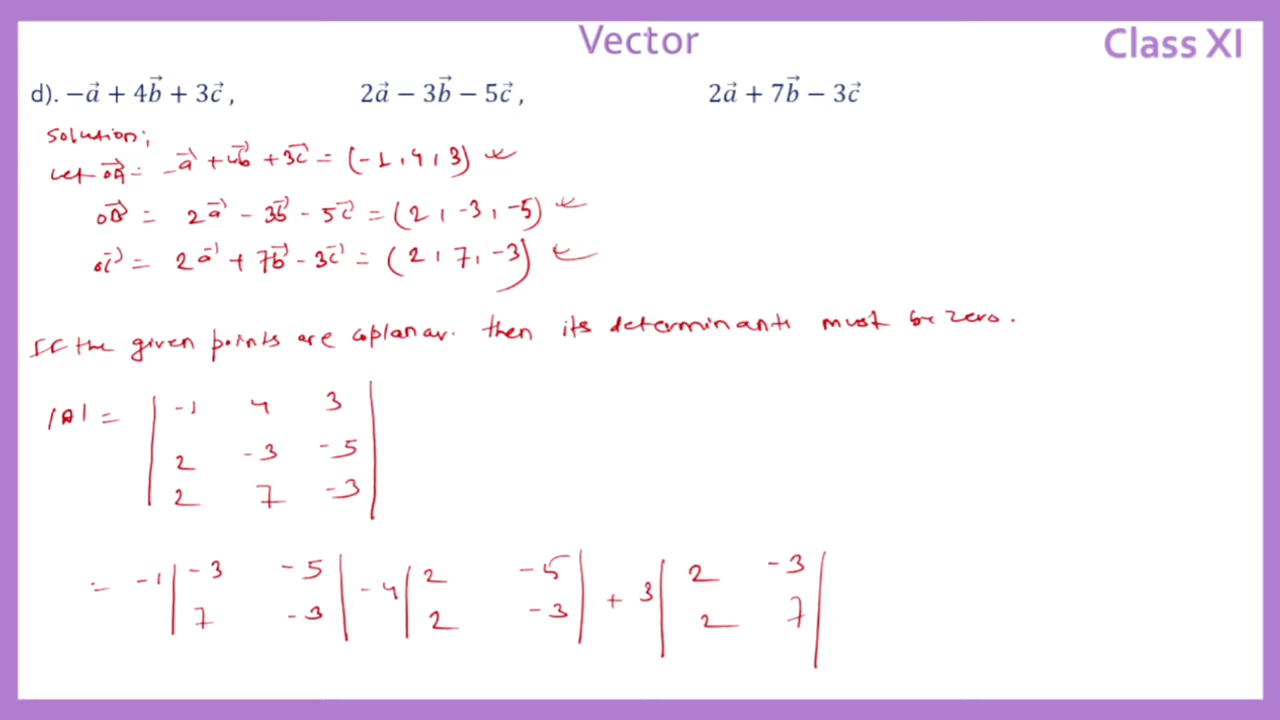 Vector
Class XI
d). −a⃗ + 4b⃗ + 3c⃗ , 2a⃗ − 3b⃗ − 5c⃗ , 2a⃗ + 7b⃗ − 3c⃗
Solution;
Let OA⃗ = −a⃗ + 4b⃗ + 3c⃗ = (-1, 4, 3)
OB⃗ = 2a⃗ - 3b⃗ - 5c⃗ = (2, -3, -5)
OC⃗ = 2a⃗ + 7b⃗ - 3c⃗ = (2, 7, -3)
If the given points are coplanar. then its determinants must be zero.
|A| = | -1 4 3 |
| 2 -3 -5 |
| 2 7 -3 |
= -1 | -3 -5 | - 4 | 2 -5 | + 3 | 2 -3 |
| 7 -3 | | 2 -3 | | 2 7 |